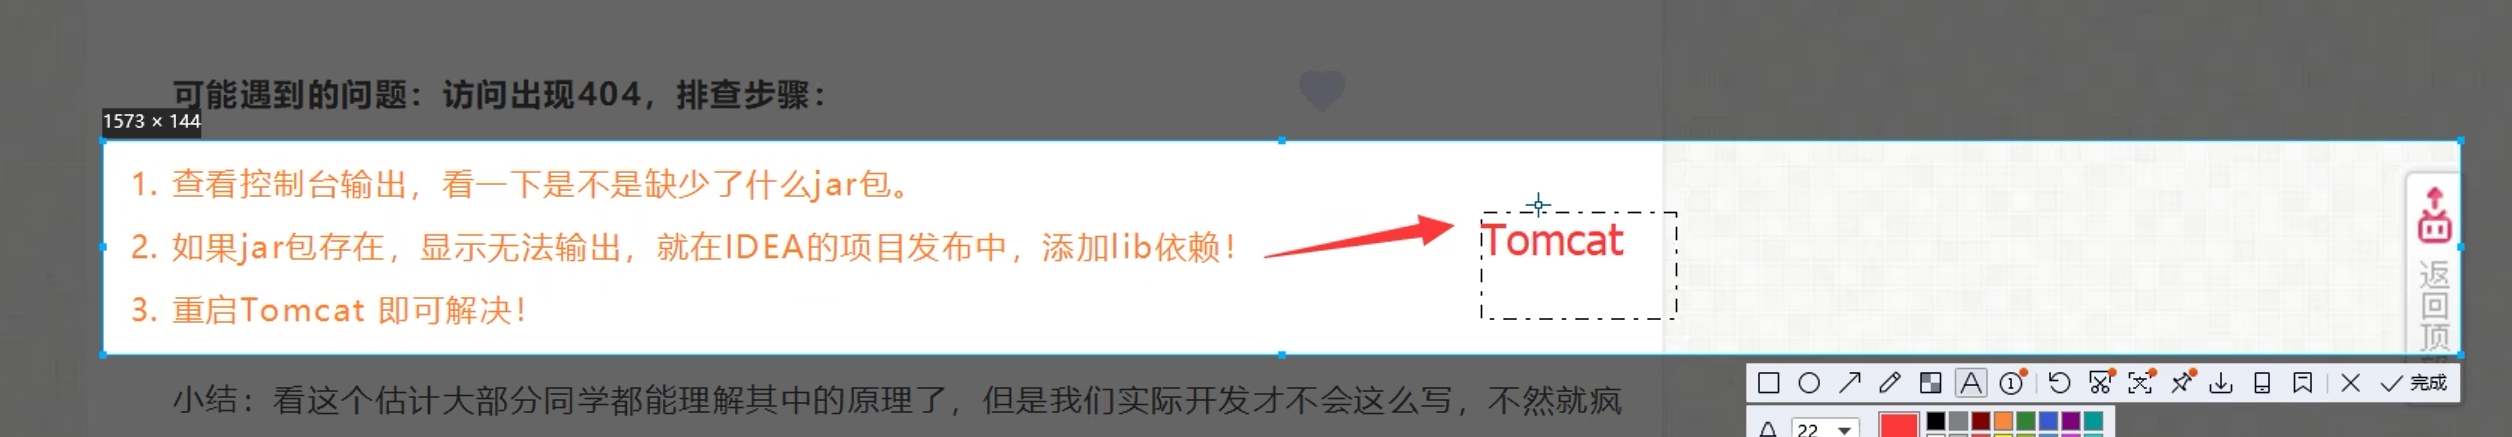 可能遇到的问题：访问出现404，排查步骤：
1573 × 144
1. 查看控制台输出，看一下是不是缺少了什么jar包。
2. 如果jar包存在，显示无法输出，就在IDEA的项目发布中，添加lib依赖！
Tomcat
3. 重启Tomcat 即可解决！
返回顶
小结：看这个估计大部分同学都能理解其中的原理了，但是我们实际开发才不会这么写，不然就疯
A
1
完成
A
22